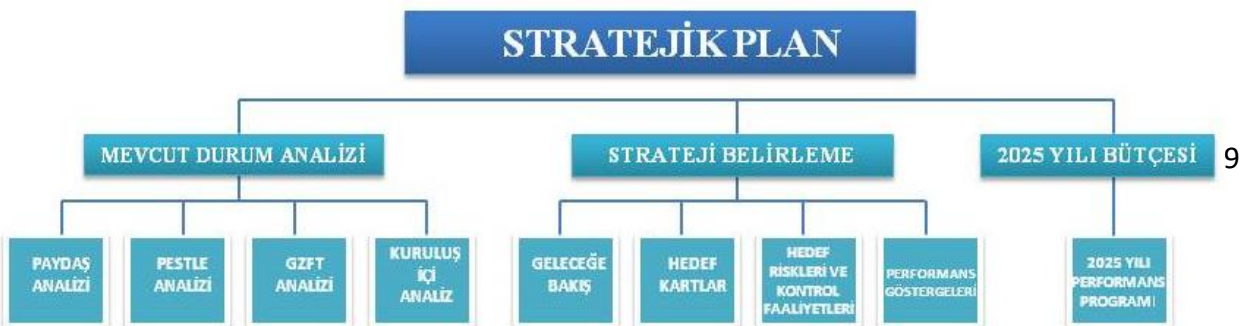 STRATEJİK PLAN
MEVCUT DURUM ANALİZİ
STRATEJİ BELİRLEME
2025 YILI BÜTÇESİ
9
PAYDAŞ
ANALİZİ
PESTLE
ANALİZİ
GZFT
ANALİZİ
KURULUŞ
İÇİ
ANALİZ
GELECEĞE
BAKIŞ
HEDEF
KARTLAR
HEDEF
RİSKLERİ VE
KONTROL
FAALİYETLERİ
PERFORMANS
GÖSTERGELERİ
2025 YILI
PERFORMANS
PROGRAMI